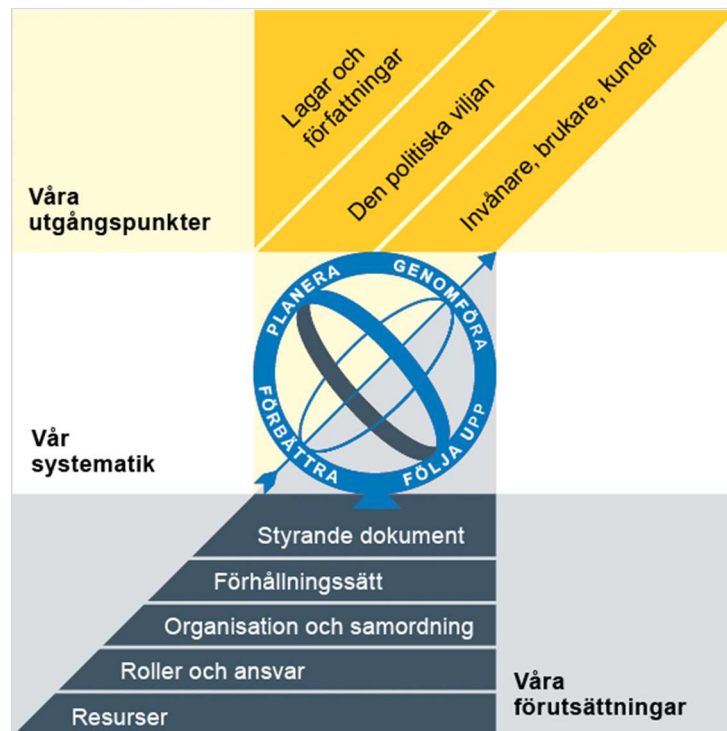 Lagar och
författningar
Den politiska viljan
Invånare, brukare, kunder
Våra
utgångspunkter
PLANERA
GENOMFÖRA
FÖLJA UPP
FÖRBÄTTRA
Vår
systematik
Styrande dokument
Förhållningssätt
Organisation och samordning
Roller och ansvar
Resurser
Våra
förutsättningar